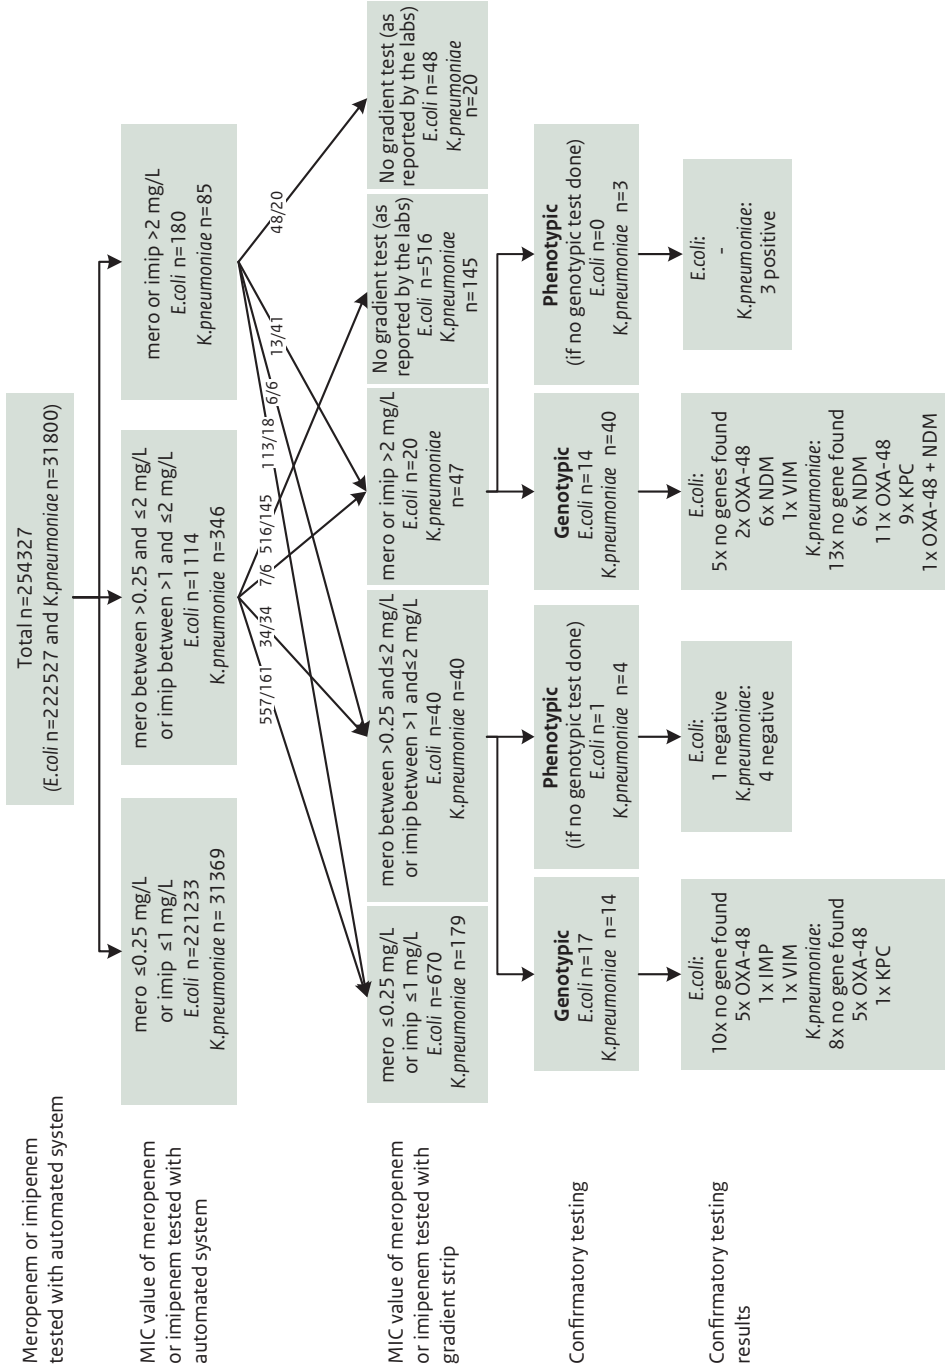 Meropenem or imipenem
tested with automated system
Total n=254327
(E.coli n=222527 and K.pneumoniae n=31800)
MIC value of meropenem
or imipenem tested with
automated system
mero ≤0.25 mg/L
or imip ≤1 mg/L
E.coli n=221233
K.pneumoniae n= 31369
mero between >0.25 and ≤2 mg/L
or imip between >1 and ≤2 mg/L
E.coli n=1114
K.pneumoniae n=346
mero or imip >2 mg/L
E.coli n=180
K.pneumoniae n=85
557/161
34/34
7/6
516/145
113/18
6/6
13/41
48/20
MIC value of meropenem
or imipenem tested with
gradient strip
mero ≤0.25 mg/L
or imip ≤1 mg/L
E.coli n=670
K.pneumoniae n=179
mero between >0.25 and≤2 mg/L
or imip between >1 and≤2 mg/L
E.coli n=40
K.pneumoniae n=40
mero or imip >2 mg/L
E.coli n=20
K.pneumoniae
n=47
No gradient test (as
reported by the labs)
E.coli n=516
K.pneumoniae
n=145
No gradient test (as
reported by the labs)
E.coli n=48
K.pneumoniae
n=20
Confirmatory testing
Genotypic
E.coli n=17
K.pneumoniae n=14
Phenotypic
(if no genotypic test done)
E.coli n=1
K.pneumoniae n=4
Genotypic
E.coli n=14
K.pneumoniae n=40
Phenotypic
(if no genotypic test done)
E.coli n=0
K.pneumoniae n=3
Confirmatory testing
results
E.coli:
10x no gene found
5x OXA-48
1x IMP
1x VIM
K.pneumoniae:
8x no gene found
5x OXA-48
1x KPC
E.coli:
1 negative
K.pneumoniae:
4 negative
E.coli:
5x no genes found
2x OXA-48
6x NDM
1x VIM
K.pneumoniae:
13x no gene found
6x NDM
11x OXA-48
9x KPC
1x OXA-48 + NDM
E.coli:
-
K.pneumoniae:
3 positive